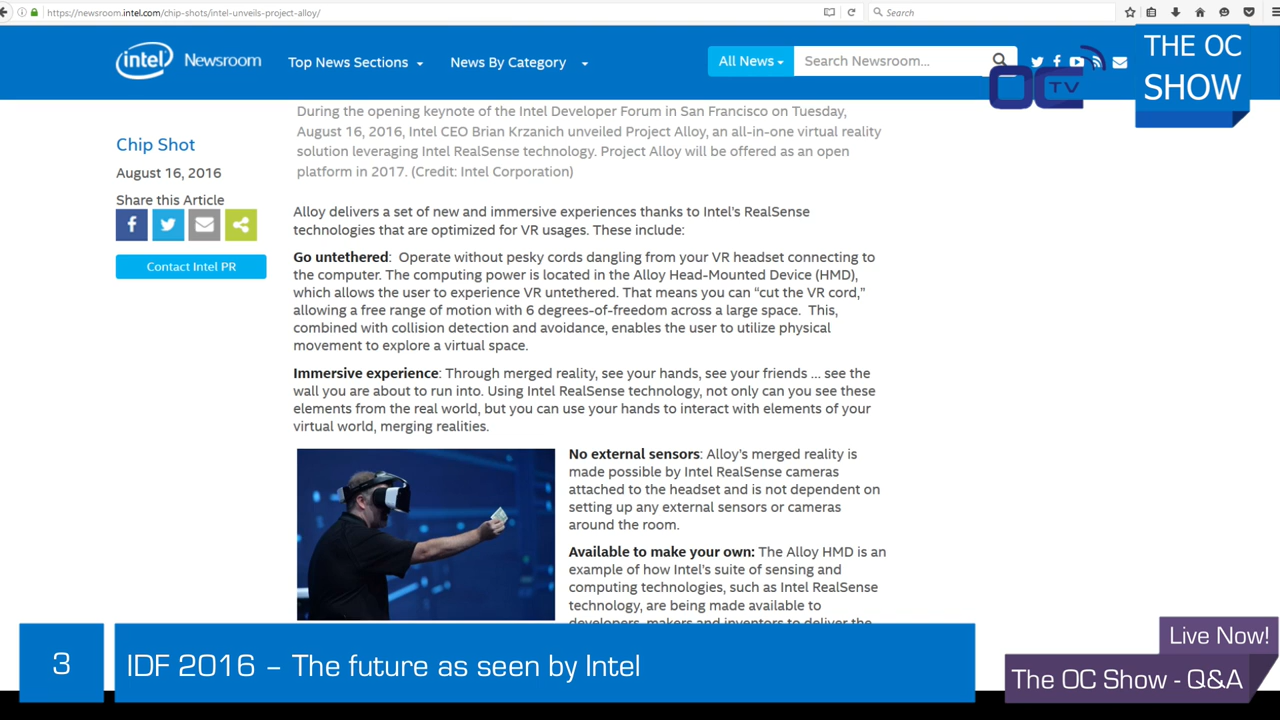 https://newsroom.intel.com/chip-shots/intel-unveils-project-alloy/
Search
intel Newsroom
Top News Sections
News By Category
All News
Search Newsroom...
OC TV
THE OC
SHOW
Chip Shot
August 16, 2016
Share this Article
Contact Intel PR
During the opening keynote of the Intel Developer Forum in San Francisco on Tuesday,
August 16, 2016, Intel CEO Brian Krzanich unveiled Project Alloy, an all-in-one virtual reality
solution leveraging Intel RealSense technology. Project Alloy will be offered as an open
platform in 2017. (Credit: Intel Corporation)
Alloy delivers a set of new and immersive experiences thanks to Intel's RealSense
technologies that are optimized for VR usages. These include:
Go untethered:  Operate without pesky cords dangling from your VR headset connecting to
the computer. The computing power is located in the Alloy Head-Mounted Device (HMD),
which allows the user to experience VR untethered. That means you can “cut the VR cord,”
allowing a free range of motion with 6 degrees-of-freedom across a large space.  This,
combined with collision detection and avoidance, enables the user to utilize physical
movement to explore a virtual space.
Immersive experience: Through merged reality, see your hands, see your friends ... see the
wall you are about to run into. Using Intel RealSense technology, not only can you see these
elements from the real world, but you can use your hands to interact with elements of your
virtual world, merging realities.
No external sensors: Alloy's merged reality is
made possible by Intel RealSense cameras
attached to the headset and is not dependent on
setting up any external sensors or cameras
around the room.
Available to make your own: The Alloy HMD is an
example of how Intel's suite of sensing and
computing technologies, such as Intel RealSense
technology, are being made available to
developers, makers and inventors to deliver the
3
IDF 2016 – The future as seen by Intel
Live Now!
The OC Show - Q&A